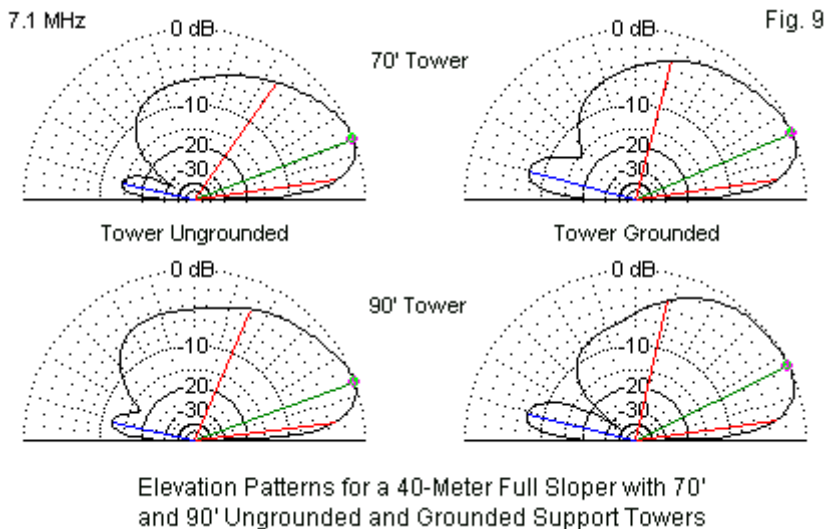 7.1 MHz
0 dB
0 dB
Fig. 9
70' Tower
-10
-10
20
20
30
30
Tower Ungrounded
Tower Grounded
0 dB
0 dB
90' Tower
-10
-10
20
20
30
30
Elevation Patterns for a 40-Meter Full Sloper with 70'
and 90' Ungrounded and Grounded Support Towers